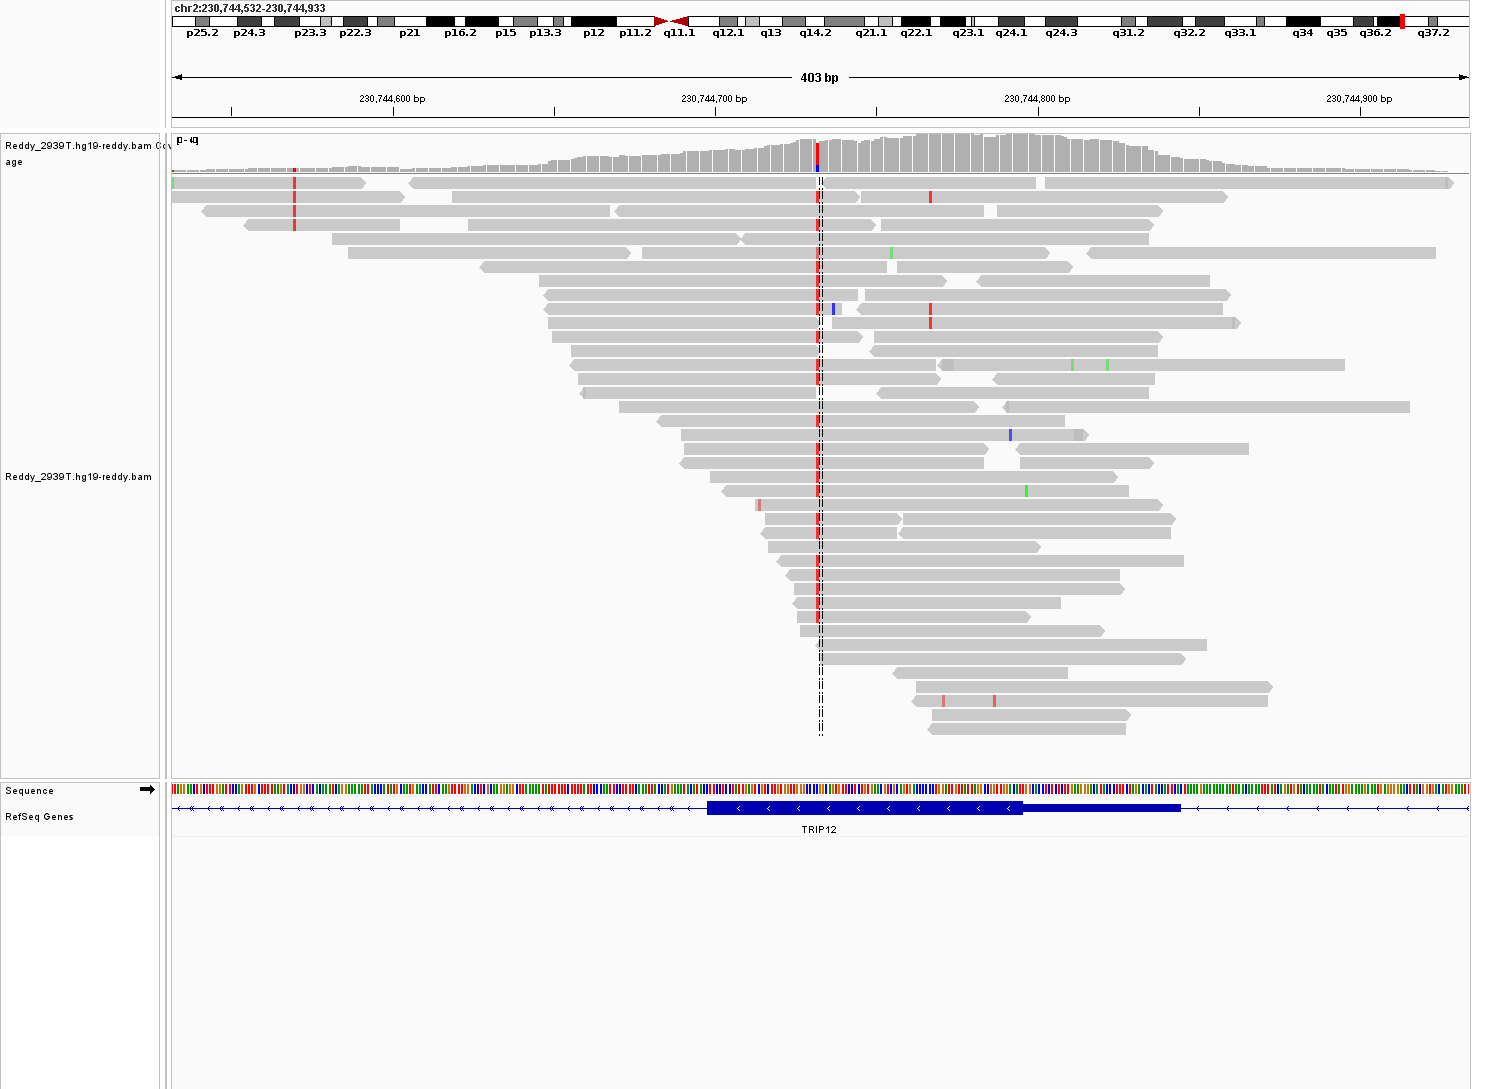 chr2:230,744,532-230,744,933
p25.2 p24.3 p23.3 p22.3 p21 p16.2 p15 p13.3 p12 p11.2 q11.1 q12.1 q13 q14.2 q21.1 q22.1 q23.1 q24.1 q24.3 q31.2 q32.2 q33.1 q34 q35 q36.2 q37.2
403 bp
230,744,600 bp 230,744,700 bp 230,744,800 bp 230,744,900 bp
Reddy_2939T.hg19-reddy.bam Cov
age
Reddy_2939T.hg19-reddy.bam
Sequence
RefSeq Genes
TRIP12